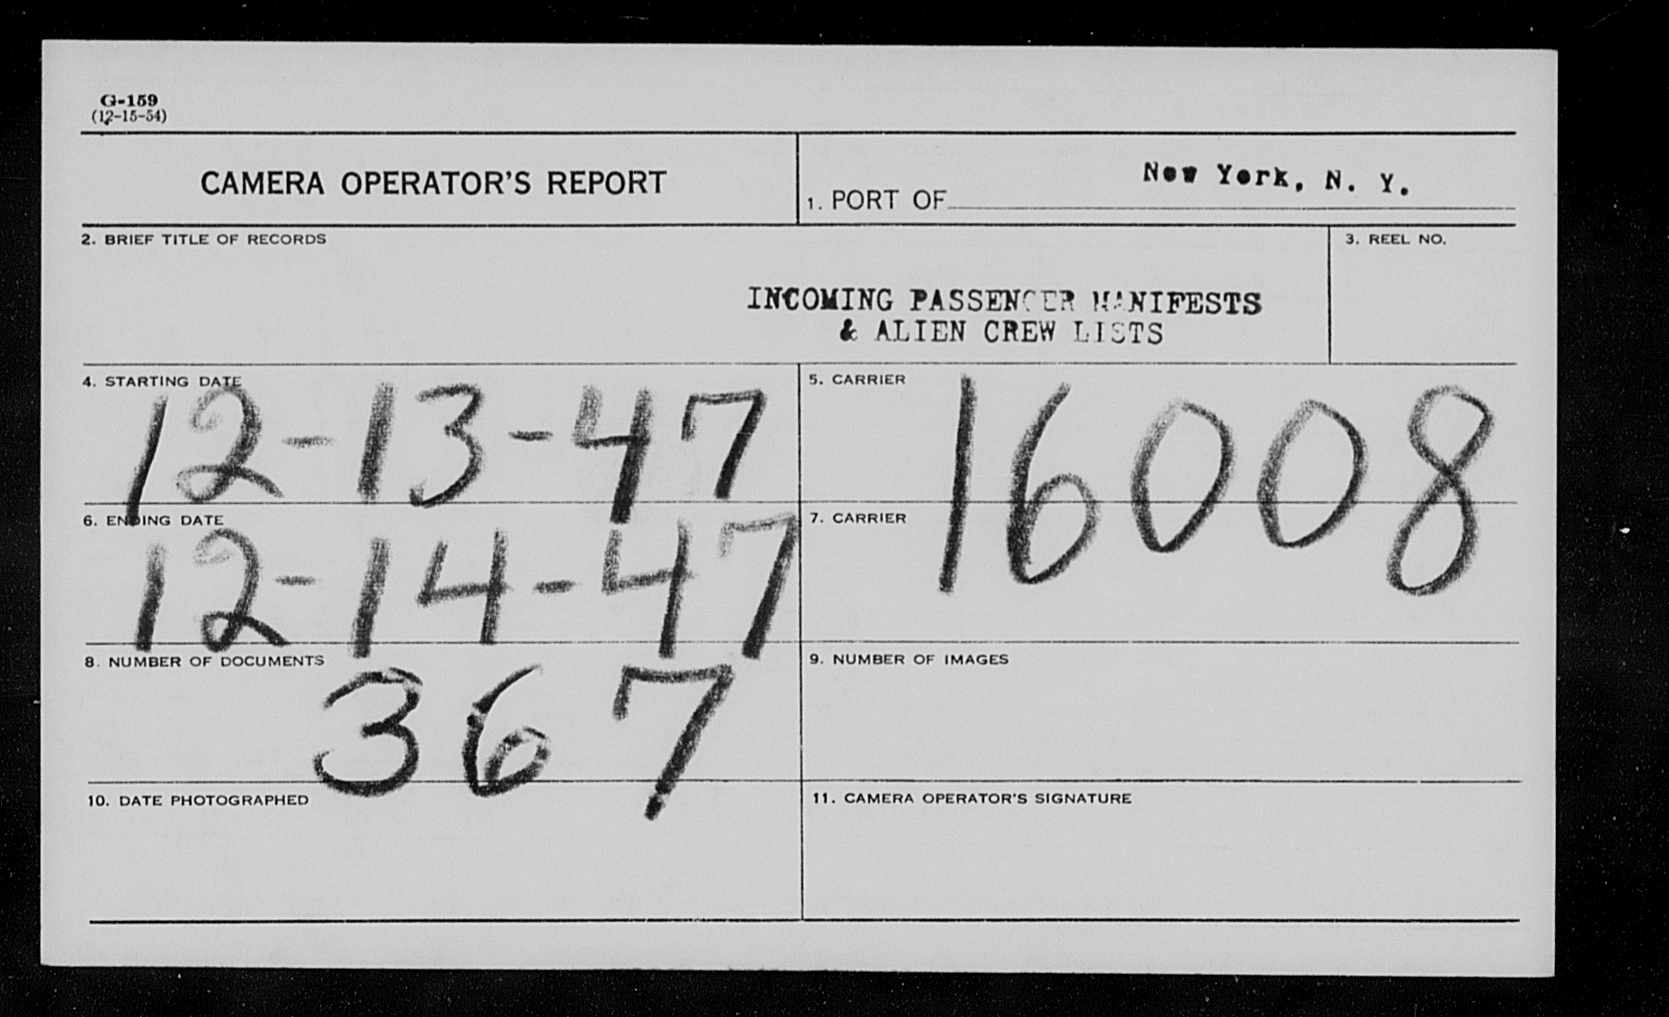 G-159
(12-15-54)
CAMERA OPERATOR'S REPORT
1. PORT OF New York, N. Y.
2. BRIEF TITLE OF RECORDS
3. REEL NO.
INCOMING PASSENGER MANIFESTS
& ALIEN CREW LISTS
4. STARTING DATE
12-13-47
5. CARRIER
16008
6. ENDING DATE
12-14-47
7. CARRIER
8. NUMBER OF DOCUMENTS
367
9. NUMBER OF IMAGES
10. DATE PHOTOGRAPHED
11. CAMERA OPERATOR'S SIGNATURE